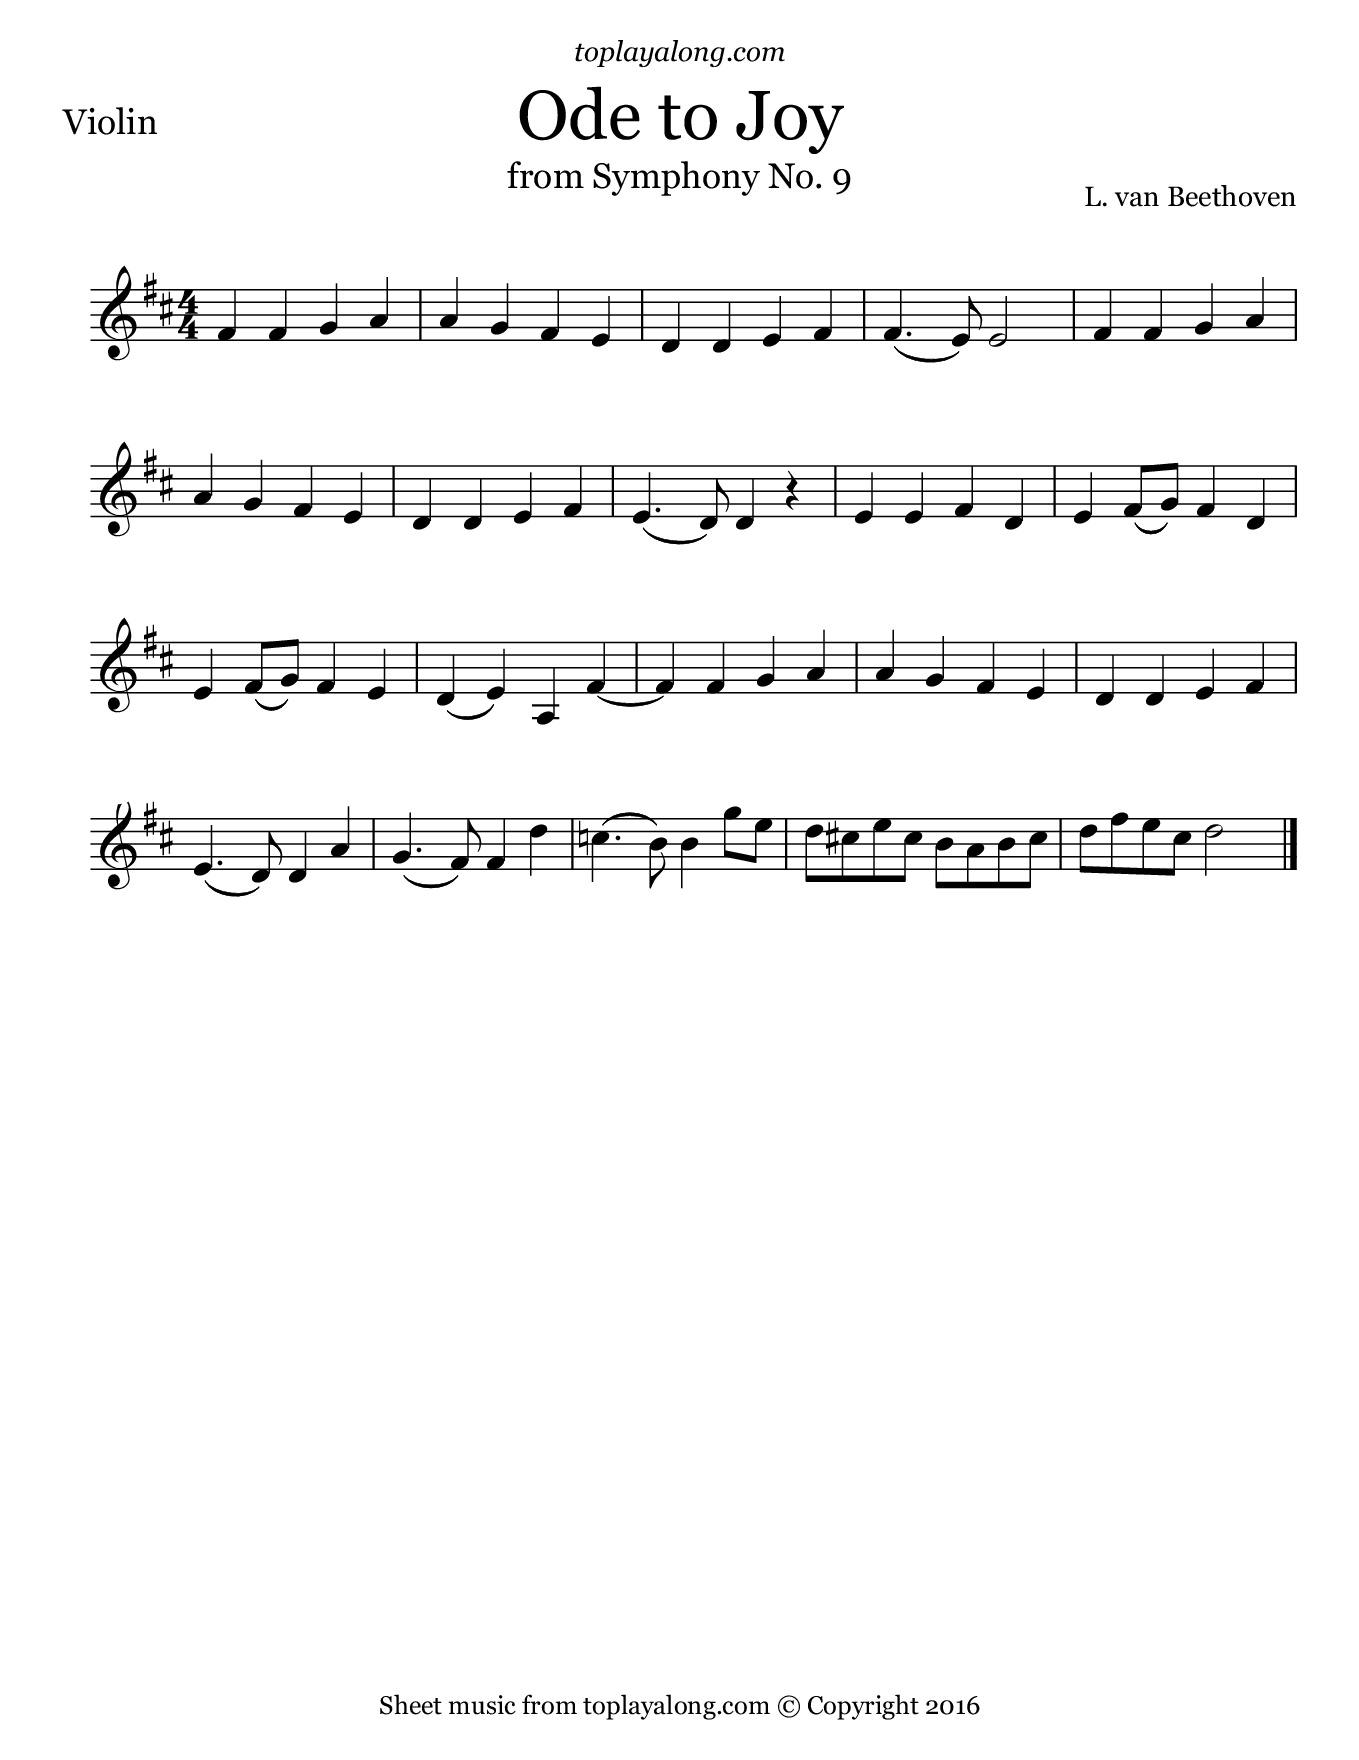 toplayalong.com
Violin
Ode to Joy
from Symphony No. 9
L. van Beethoven
4
4
Sheet music from toplayalong.com © Copyright 2016